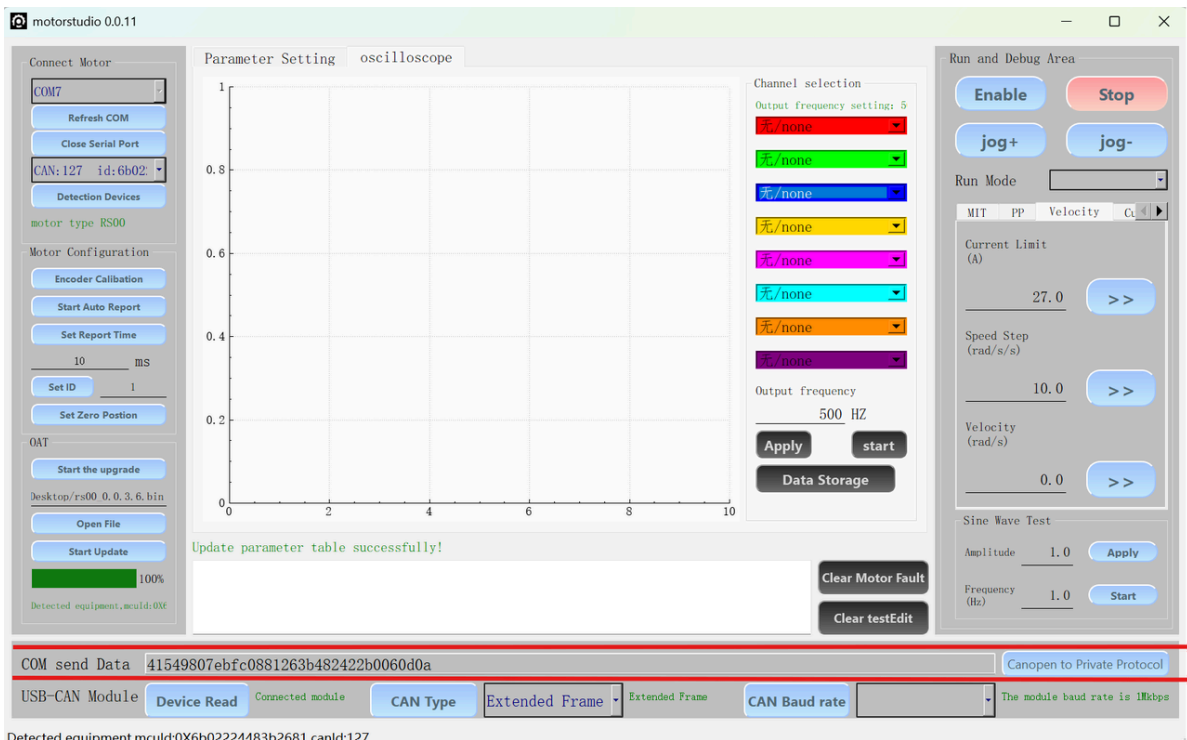 motorstudio 0.0.11
Connect Motor
COM7
Refresh COM
Close Serial Port
CAN:127 id:6b022
Detection Devices
motor type RS00
Motor Configuration
Encoder Calibation
Start Auto Report
Set Report Time
10 ms
Set ID 1
Set Zero Postion
OAT
Start the upgrade
Desktop/rs00_0.0.3.6.bin
Open File
Start Update
100%
Detected equipment,mcuId:0X6
Parameter Setting oscilloscope
1
0.8
0.6
0.4
0.2
0
0 2 4 6 8 10
Channel selection
Output frequency setting: 5
无/none
无/none
无/none
无/none
无/none
无/none
无/none
无/none
Output frequency
500 HZ
Apply start
Data Storage
Update parameter table successfully!
Clear Motor Fault
Clear testEdit
Run and Debug Area
Enable Stop
jog+ jog-
Run Mode
MIT PP Velocity Cu
Current Limit
(A)
27.0 >>
Speed Step
(rad/s/s)
10.0 >>
Velocity
(rad/s)
0.0 >>
Sine Wave Test
Amplitude 1.0 Apply
Frequency
(Hz) 1.0 Start
COM send Data 41549807ebfc0881263b482422b0060d0a Canopen to Private Protocol
USB-CAN Module Device Read Connected module CAN Type Extended Frame Extended Frame CAN Baud rate The module baud rate is 1Mkbps
Detected equipment,mcuId:0X6b02224483b2681,canId:127